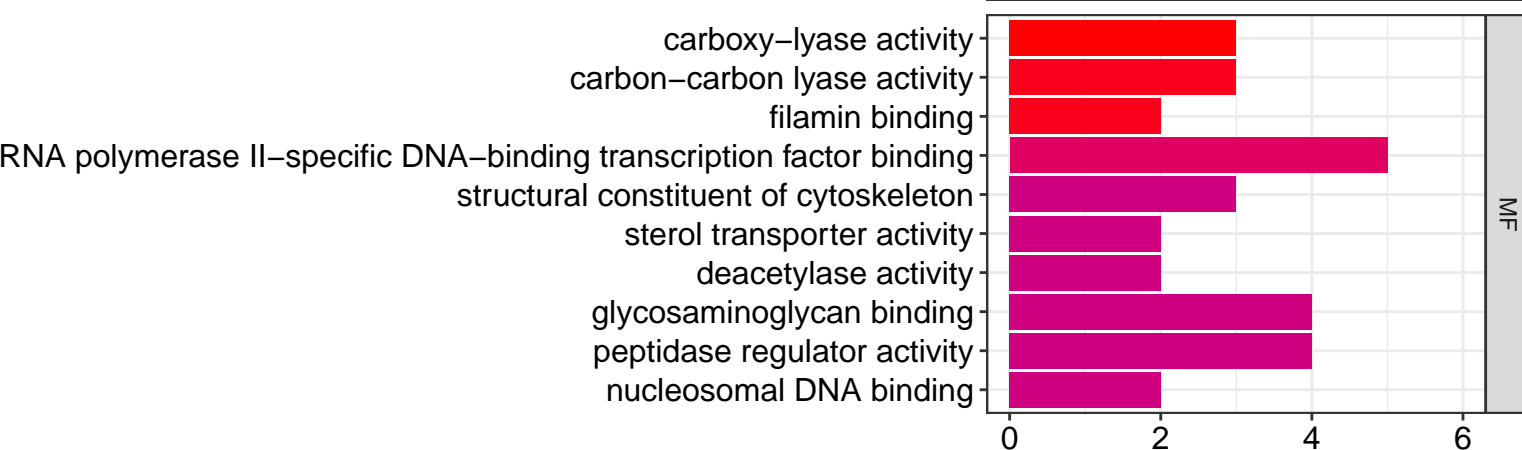 carboxy−lyase activity
carbon−carbon lyase activity
filamin binding
RNA polymerase II−specific DNA−binding transcription factor binding
structural constituent of cytoskeleton
sterol transporter activity
deacetylase activity
glycosaminoglycan binding
peptidase regulator activity
nucleosomal DNA binding
MF
0 2 4 6